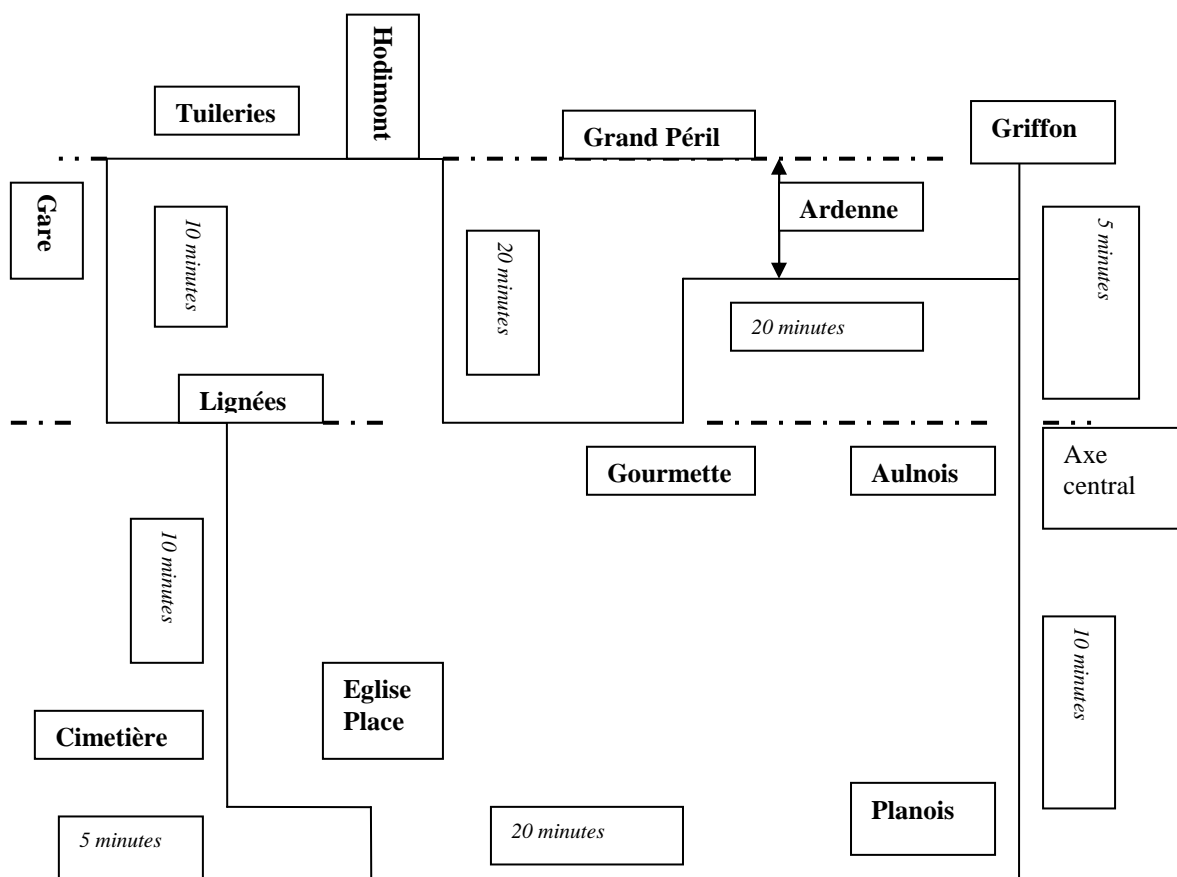 Hodimont
Tuileries
Grand Péril
Griffon
Gare
10 minutes
20 minutes
Ardenne
5 minutes
20 minutes
Lignées
Gourmette
Aulnois
Axe
central
10 minutes
10 minutes
Eglise
Place
Cimetière
Planois
5 minutes
20 minutes